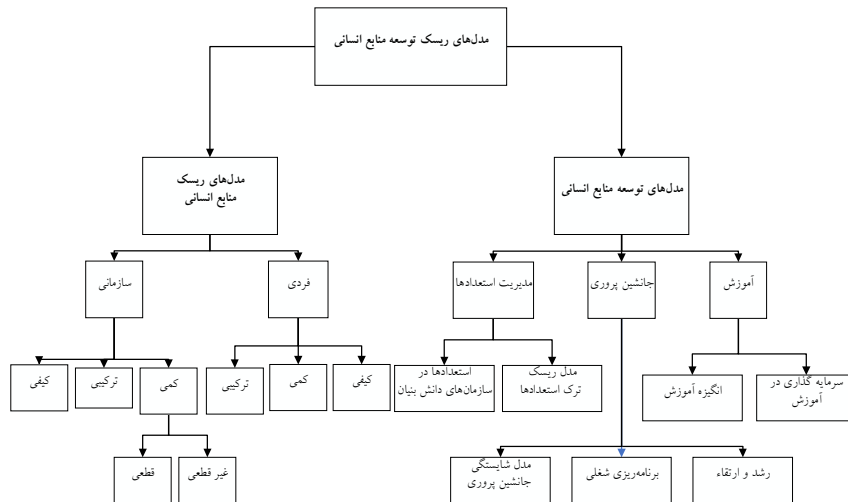 مدل‌های ریسک توسعه منابع انسانی
مدل‌های توسعه منابع انسانی
مدل‌های ریسک
منابع انسانی
آموزش
جانشین پروری
مدیریت استعدادها
فردی
سازمانی
سرمایه گذاری در
آموزش
انگیزه آموزش
مدل ریسک
ترک استعدادها
استعدادها در
سازمان‌های دانش بنیان
کیفی
کمی
ترکیبی
کمی
ترکیبی
کیفی
رشد و ارتقاء
برنامه‌ریزی شغلی
مدل شایستگی
جانشین پروری
غیر قطعی
قطعی